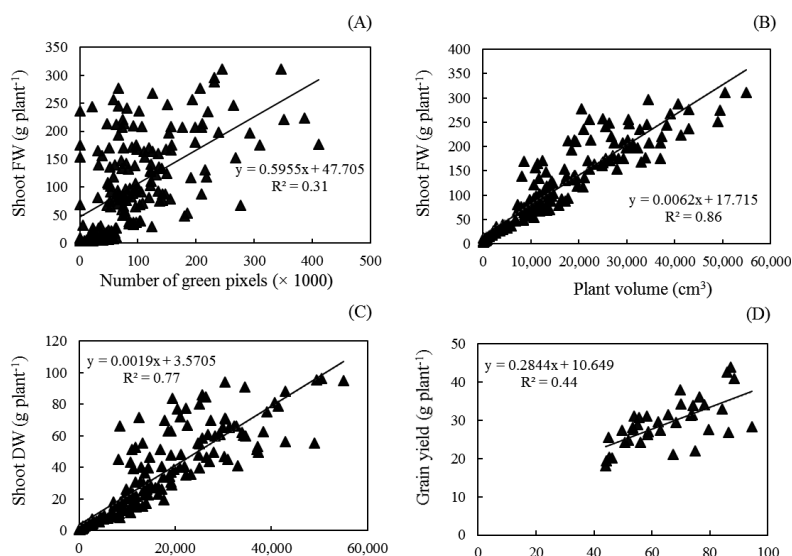 (A)
350
300
250
200
150
100
50
0
Shoot FW (g plant⁻¹)
y = 0.5955x + 47.705
R² = 0.31
0 100 200 300 400 500
Number of green pixels (× 1000)
(B)
400
350
300
250
200
150
100
50
0
Shoot FW (g plant⁻¹)
y = 0.0062x + 17.715
R² = 0.86
0 10,000 20,000 30,000 40,000 50,000 60,000
Plant volume (cm³)
(C)
120
100
80
60
40
20
0
Shoot DW (g plant⁻¹)
y = 0.0019x + 3.5705
R² = 0.77
0 20,000 40,000 60,000
(D)
50
40
30
20
10
0
Grain yield (g plant⁻¹)
y = 0.2844x + 10.649
R² = 0.44
0 20 40 60 80 100